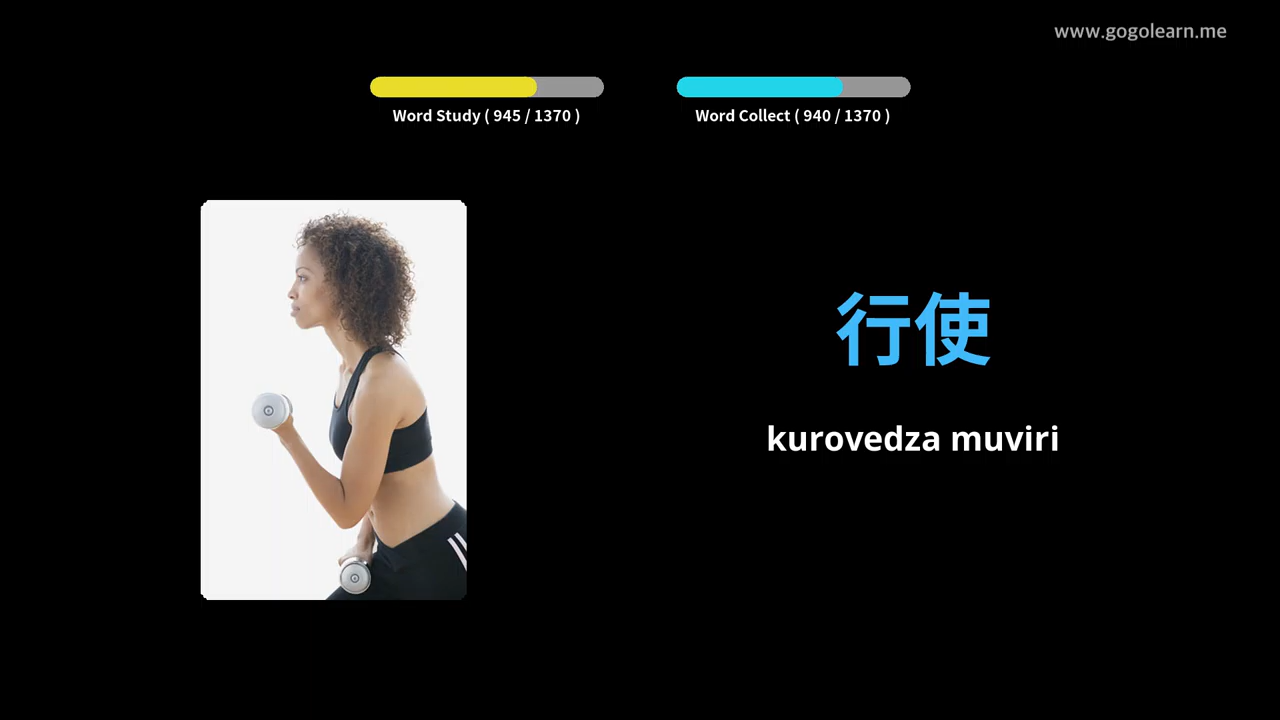 www.gogolearn.me
Word Study ( 945 / 1370 )
Word Collect ( 940 / 1370 )
行使
kurovedza muviri